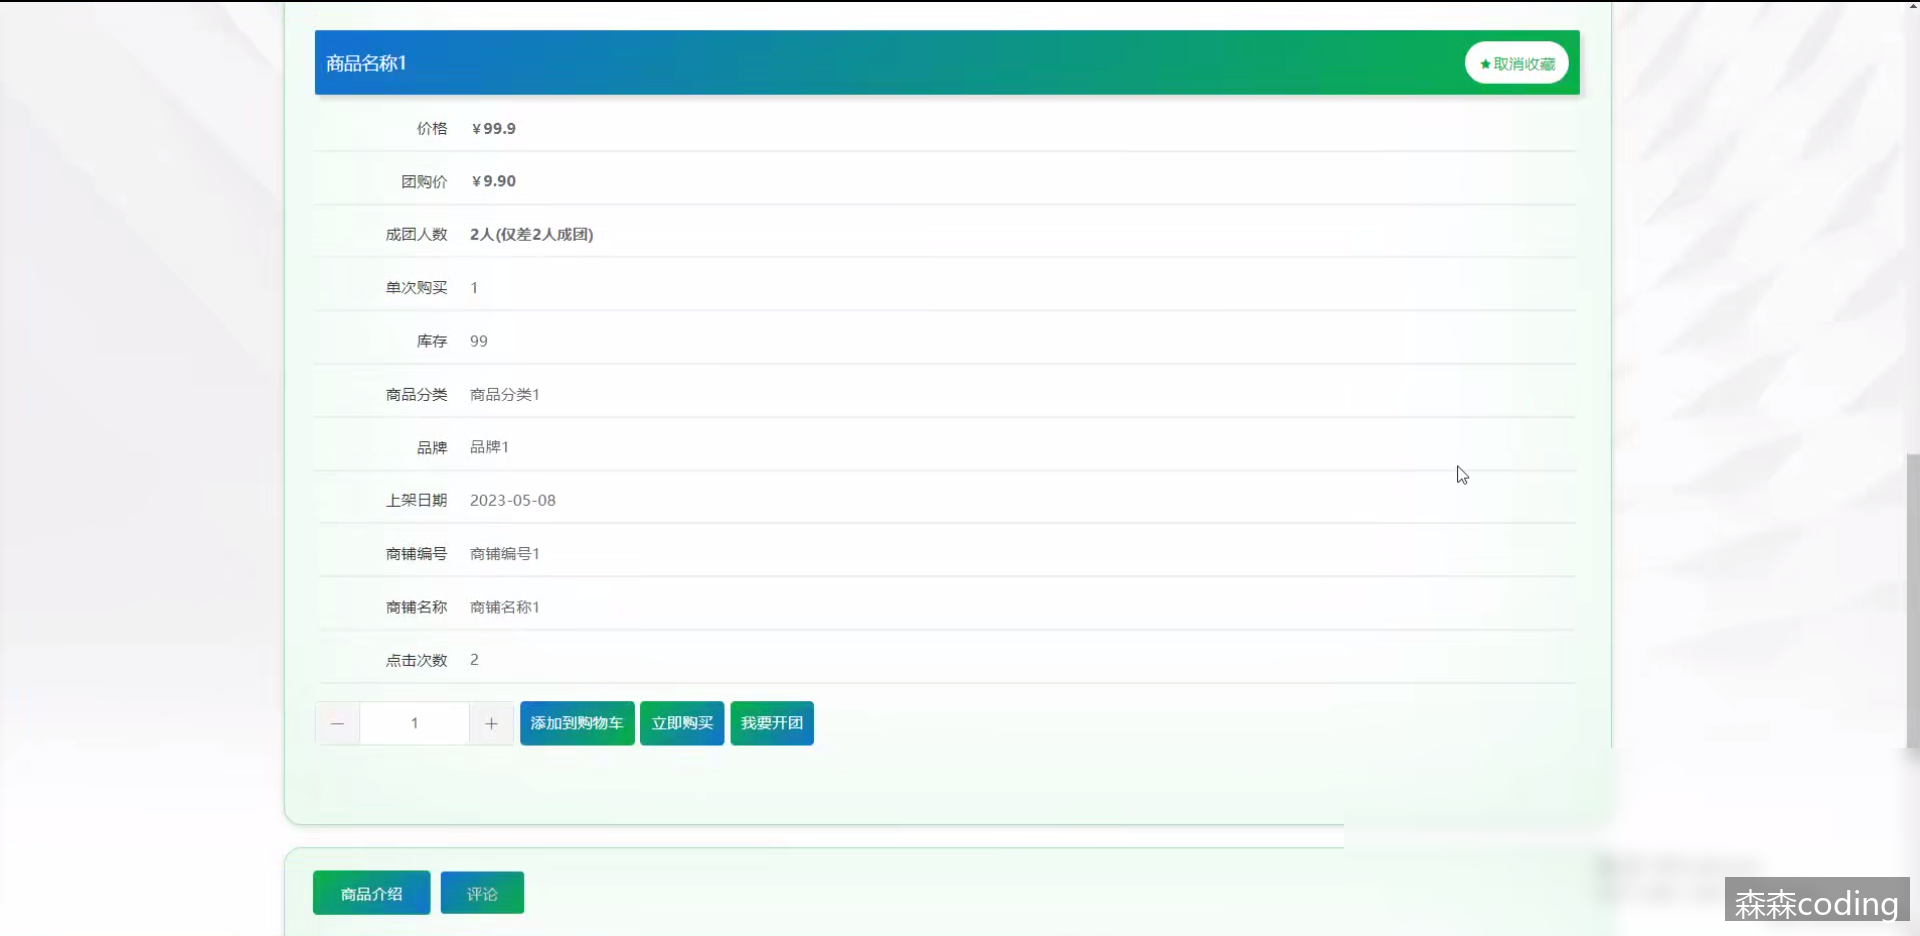 商品名称1
★取消收藏
价格 ¥99.9
团购价 ¥9.90
成团人数 2人(仅差2人成团)
单次购买 1
库存 99
商品分类 商品分类1
品牌 品牌1
上架日期 2023-05-08
商铺编号 商铺编号1
商铺名称 商铺名称1
点击次数 2
— 1 + 添加到购物车 立即购买 我要开团
商品介绍 评论
森森coding